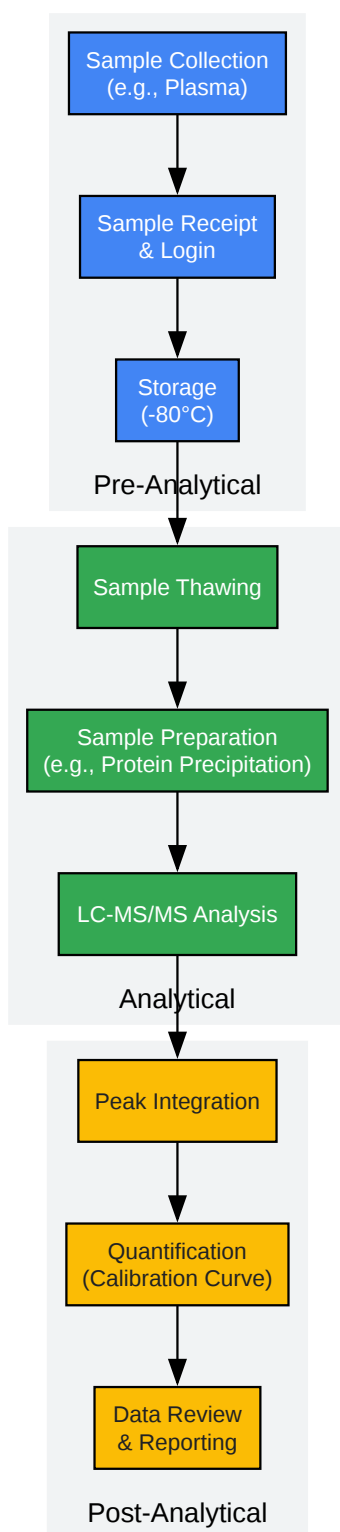 Sample Collection
(e.g., Plasma)
Sample Receipt
& Login
Storage
(-80°C)
Pre-Analytical
Sample Thawing
Sample Preparation
(e.g., Protein Precipitation)
LC-MS/MS Analysis
Analytical
Peak Integration
Quantification
(Calibration Curve)
Data Review
& Reporting
Post-Analytical